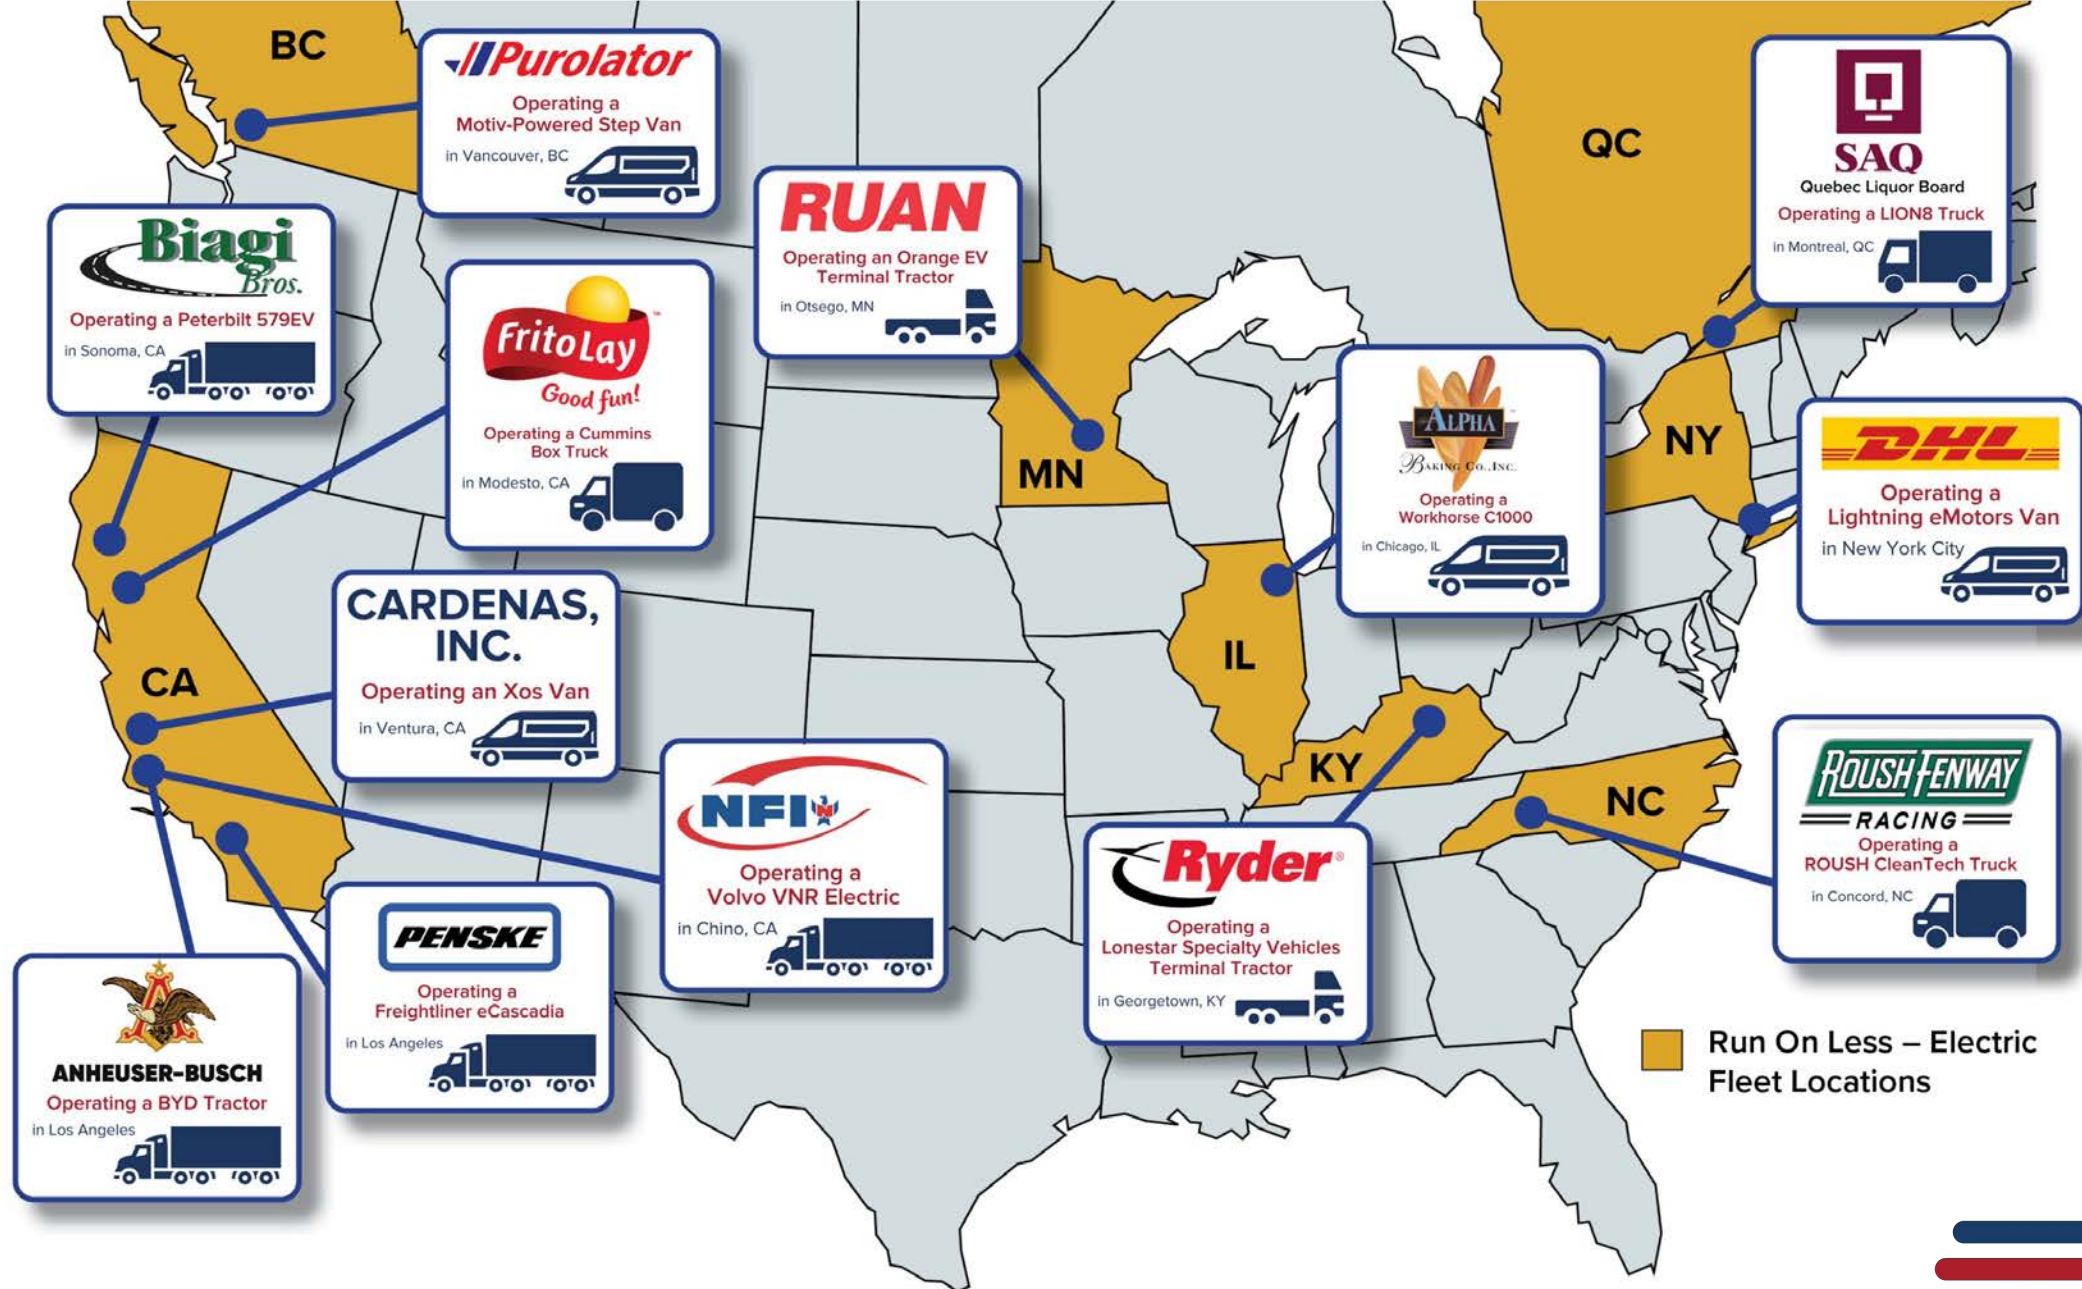 BC
Purolator
Operating a
Motiv-Powered Step Van
in Vancouver, BC
QC
SAQ
Quebec Liquor Board
Operating a LION8 Truck
in Montreal, QC
RUAN
Operating an Orange EV
Terminal Tractor
in Otsego, MN
Biagi
Bros.
Operating a Peterbilt 579EV
in Sonoma, CA
FritoLay
™
Good fun!
Operating a Cummins
Box Truck
in Modesto, CA
MN
ALPHA
BAKING CO., INC.
Operating a
Workhorse C1000
in Chicago, IL
NY
DHL
Operating a
Lightning eMotors Van
in New York City
CARDENAS,
INC.
Operating an Xos Van
in Ventura, CA
CA
IL
KY
NC
NFI
N
Operating a
Volvo VNR Electric
in Chino, CA
ROUSH FENWAY
RACING
Operating a
ROUSH CleanTech Truck
in Concord, NC
Ryder®
Operating a
Lonestar Specialty Vehicles
Terminal Tractor
in Georgetown, KY
PENSKE
Operating a
Freightliner eCascadia
in Los Angeles
A
ANHEUSER-BUSCH
Operating a BYD Tractor
in Los Angeles
Run On Less – Electric
Fleet Locations